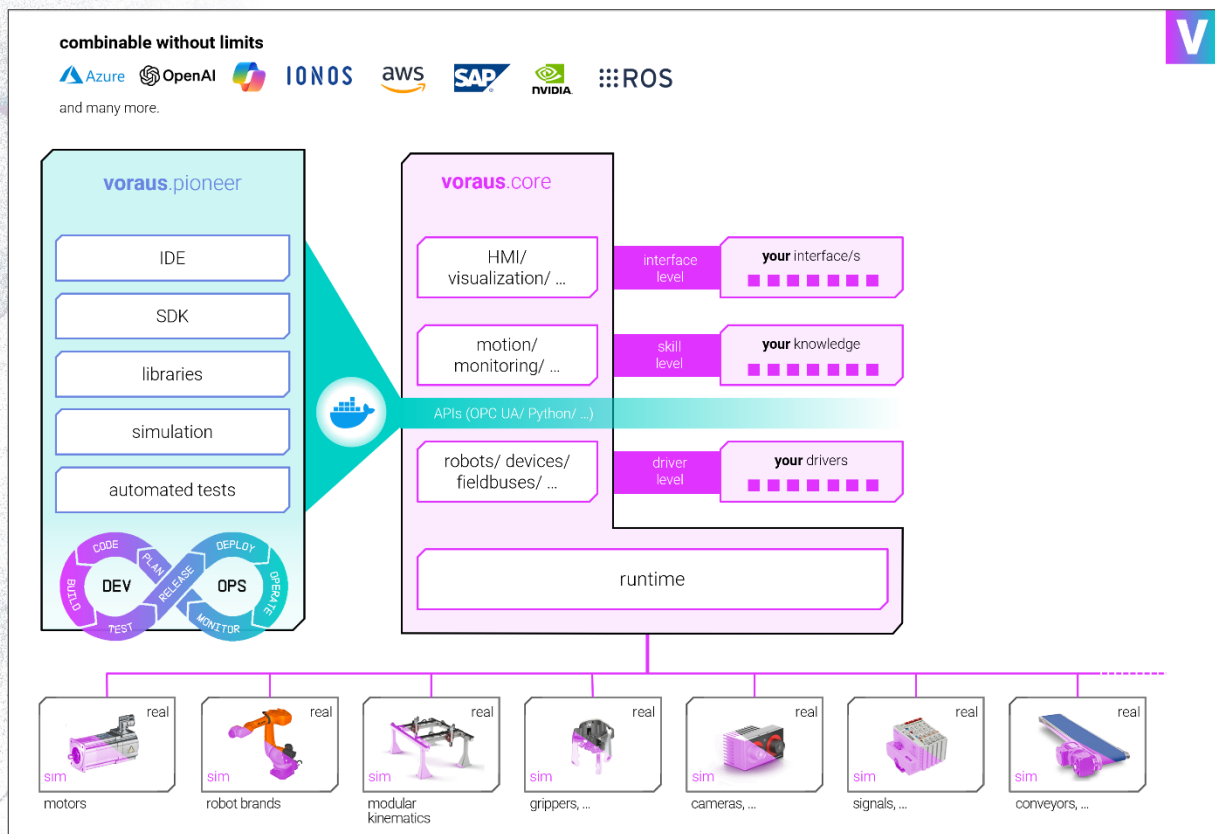 combinable without limits
Azure
OpenAI
IONOS
aws
SAP
NVIDIA
ROS
and many more.
V
voraus.pioneer
IDE
SDK
libraries
simulation
automated tests
CODE
PLAN
BUILD
DEV
TEST
RELEASE
DEPLOY
OPS
OPERATE
MONITOR
voraus.core
HMI/
visualization/ ...
interface
level
your interface/s
motion/
monitoring/ ...
skill
level
your knowledge
APIs (OPC UA/ Python/ ...)
robots/ devices/
fieldbuses/ ...
driver
level
your drivers
runtime
real
sim
motors
real
sim
robot brands
real
sim
modular
kinematics
real
sim
grippers, ...
real
sim
cameras, ...
real
sim
signals, ...
real
sim
conveyors, ...